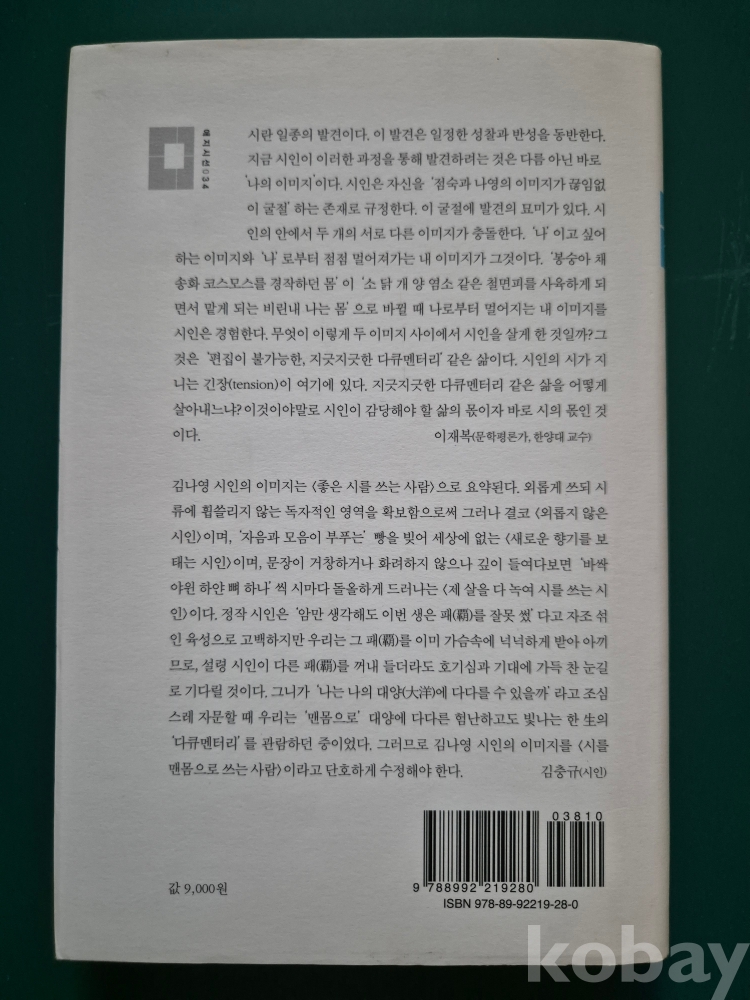 예지시선 034
시란 일종의 발견이다. 이 발견은 일정한 성찰과 반성을 동반한다.
지금 시인이 이러한 과정을 통해 발견하려는 것은 다름 아닌 바로
'나의 이미지'이다. 시인은 자신을 '점숙과 나영의 이미지가 끊임없
이 굴절' 하는 존재로 규정한다. 이 굴절에 발견의 묘미가 있다. 시
인의 안에서 두 개의 서로 다른 이미지가 충돌한다. '나' 이고 싶어
하는 이미지와 '나' 로부터 점점 멀어져가는 내 이미지가 그것이다. '봉숭아 채
송화 코스모스를 경작하던 몸' 이 '소 닭 개 양 염소 같은 철면피를 사육하게 되
면서 맡게 되는 비린내 나는 몸' 으로 바뀔 때 나로부터 멀어지는 내 이미지를
시인은 경험한다. 무엇이 이렇게 두 이미지 사이에서 시인을 살게 한 것일까? 그
것은 '편집이 불가능한, 지긋지긋한 다큐멘터리' 같은 삶이다. 시인의 시가 지
니는 긴장(tension)이 여기에 있다. 지긋지긋한 다큐멘터리 같은 삶을 어떻게
살아내느냐? 이것이야말로 시인이 감당해야 할 삶의 몫이자 바로 시의 몫인 것
이다. 이재복(문학평론가, 한양대 교수)
김나영 시인의 이미지는 〈좋은 시를 쓰는 사람〉으로 요약된다. 외롭게 쓰되 시
류에 휩쓸리지 않는 독자적인 영역을 확보함으로써 그러나 결코 〈외롭지 않은
시인〉이며, '자음과 모음이 부푸는' 빵을 빚어 세상에 없는 〈새로운 향기를 보
태는 시인〉이며, 문장이 거창하거나 화려하지 않으나 깊이 들여다보면 '바싹
야윈 하얀 뼈 하나' 씩 시마다 돌올하게 드러나는 〈제 살을 다 녹여 시를 쓰는 시
인〉이다. 정작 시인은 '암만 생각해도 이번 생은 패(覇)를 잘못 썼' 다고 자조 섞
인 육성으로 고백하지만 우리는 그 패(覇)를 이미 가슴속에 넉넉하게 받아 아끼
므로, 설령 시인이 다른 패(覇)를 꺼내 들더라도 호기심과 기대에 가득 찬 눈길
로 기다릴 것이다. 그니가 '나는 나의 대양(大洋)에 다다를 수 있을까' 라고 조심
스레 자문할 때 우리는 '맨몸으로' 대양에 다다른 험난하고도 빛나는 한 生의
'다큐멘터리' 를 관람하던 중이었다. 그러므로 김나영 시인의 이미지를 〈시를
맨몸으로 쓰는 사람〉이라고 단호하게 수정해야 한다. 김충규(시인)
03810
값 9,000원
9 788992 219280
ISBN 978-89-92219-28-0
kobay